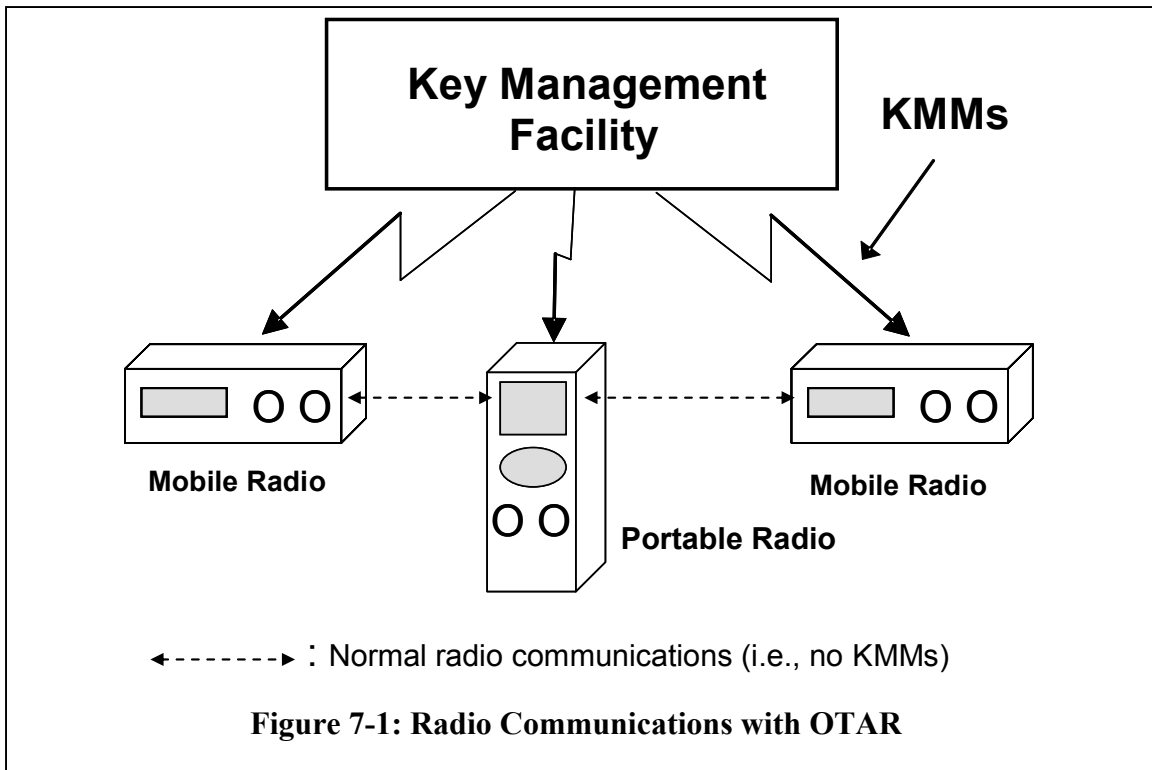 Key Management
Facility
KMMs
Mobile Radio
Mobile Radio
Portable Radio
: Normal radio communications (i.e., no KMMs)
Figure 7-1: Radio Communications with OTAR